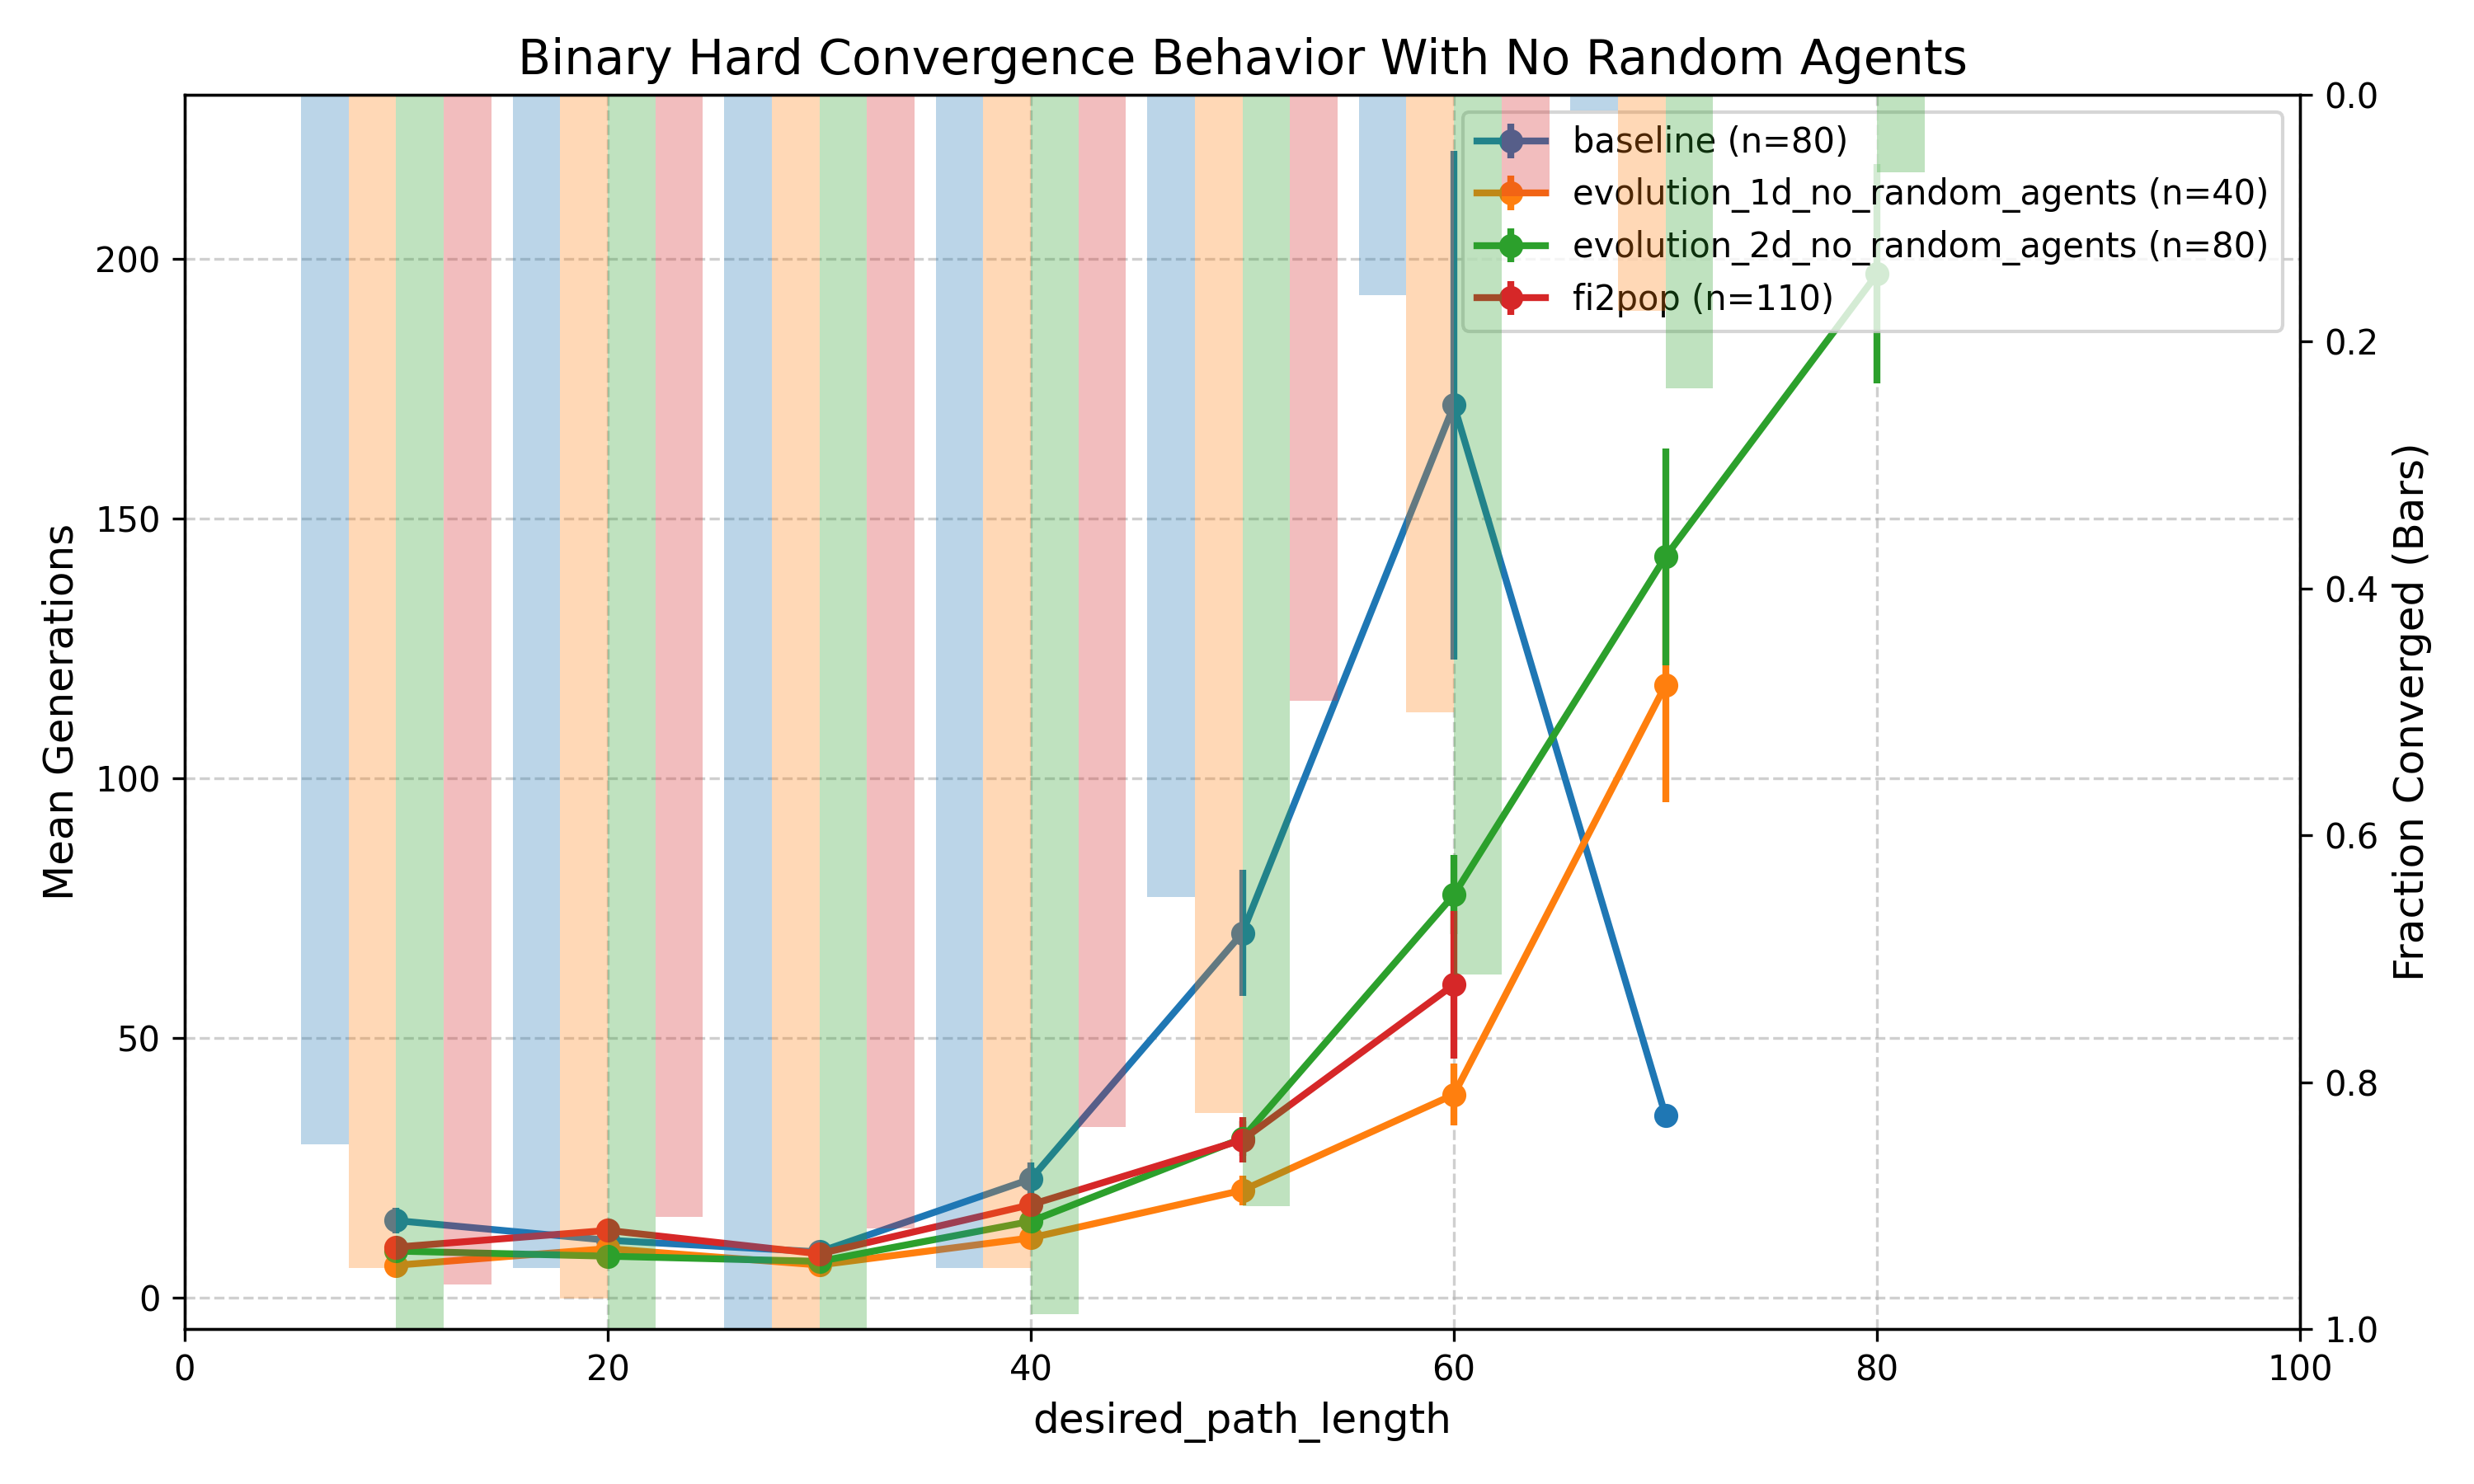 Binary Hard Convergence Behavior With No Random Agents
Mean Generations
200
150
100
50
0
0
20
40
60
80
100
desired_path_length
0.0
0.2
0.4
0.6
0.8
1.0
Fraction Converged (Bars)
baseline (n=80)
evolution_1d_no_random_agents (n=40)
evolution_2d_no_random_agents (n=80)
fi2pop (n=110)